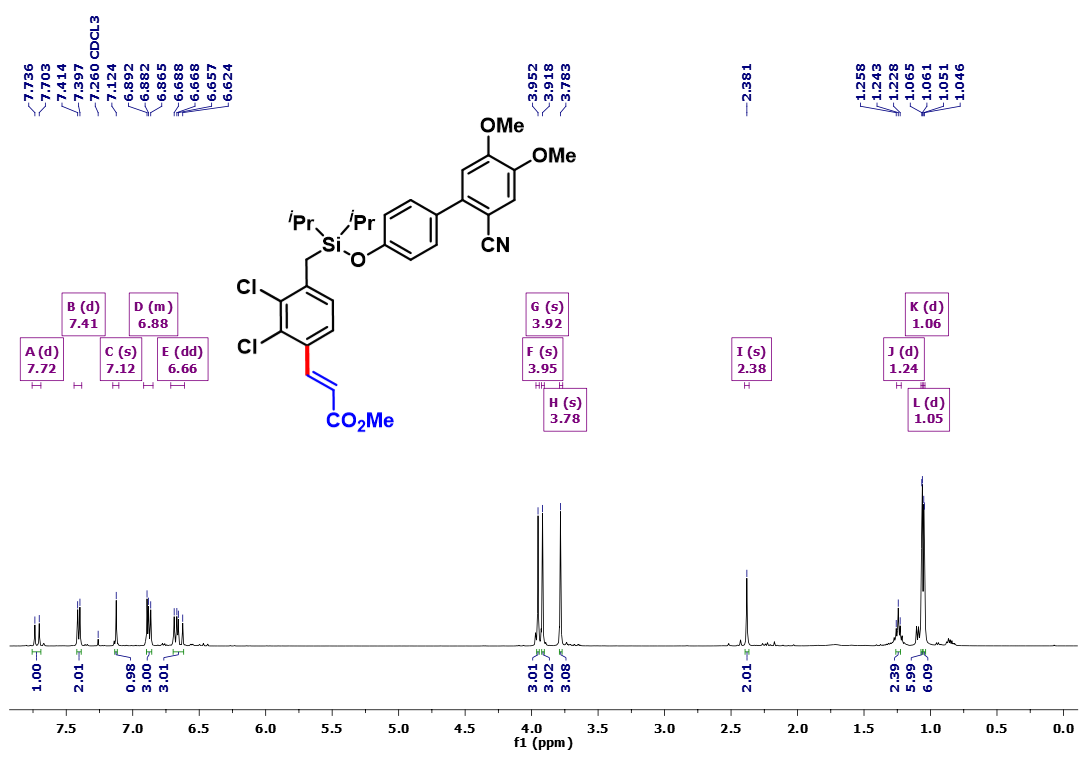 7.736
7.703
7.414
7.397
7.260 CDCL3
7.124
6.892
6.882
6.865
6.688
6.668
6.657
6.624
3.952
3.918
3.783
2.381
1.258
1.243
1.228
1.065
1.061
1.051
1.046
OMe
OMe
iPr
iPr
Si
O
CN
Cl
Cl
CO2Me
B (d)
7.41
D (m)
6.88
G (s)
3.92
K (d)
1.06
A (d)
7.72
C (s)
7.12
E (dd)
6.66
F (s)
3.95
I (s)
2.38
J (d)
1.24
H (s)
3.78
L (d)
1.05
1.00
2.01
0.98
3.00
3.01
3.01
3.02
3.08
2.01
2.39
5.99
6.09
7.5 7.0 6.5 6.0 5.5 5.0 4.5 4.0 3.5 3.0 2.5 2.0 1.5 1.0 0.5 0.0
f1 (ppm)